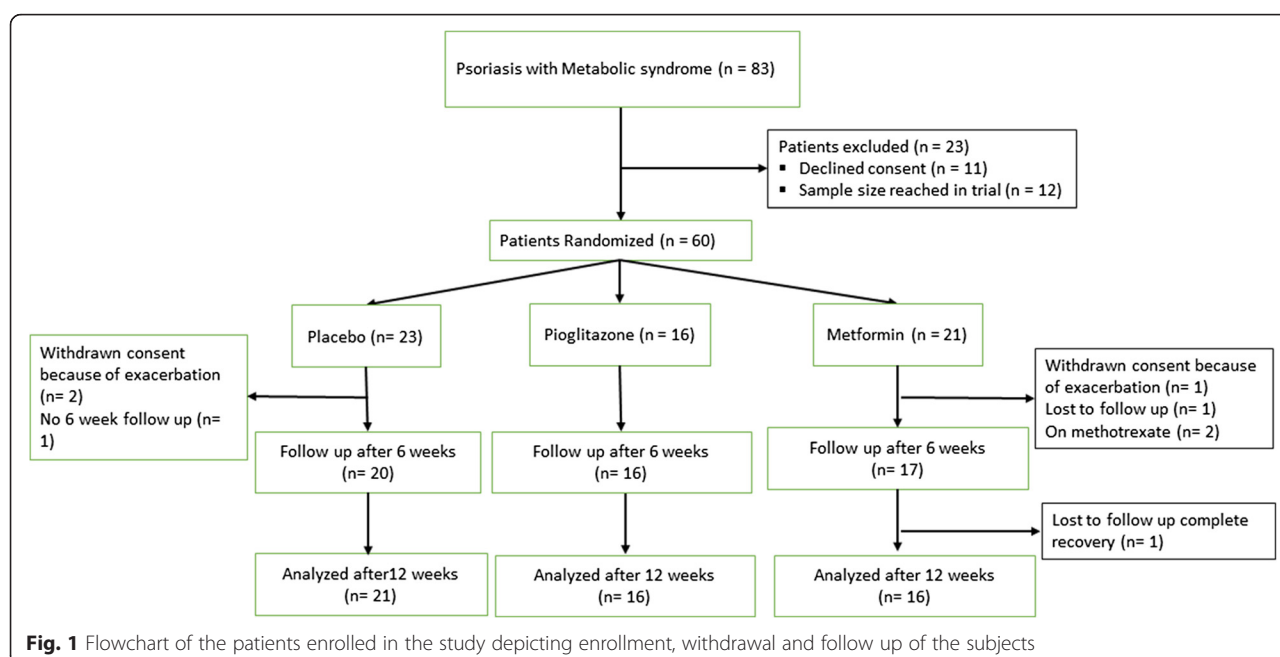 Psoriasis with Metabolic syndrome (n = 83)
Patients excluded (n = 23)
▪ Declined consent (n = 11)
▪ Sample size reached in trial (n = 12)
Patients Randomized (n = 60)
Placebo (n= 23)
Pioglitazone (n = 16)
Metformin (n = 21)
Withdrawn consent
because of exacerbation
(n= 2)
No 6 week follow up (n=
1)
Withdrawn consent because
of exacerbation (n= 1)
Lost to follow up (n= 1)
On methotrexate (n= 2)
Follow up after 6 weeks
(n= 20)
Follow up after 6 weeks
(n= 16)
Follow up after 6 weeks
(n= 17)
Lost to follow up complete
recovery (n= 1)
Analyzed after12 weeks
(n= 21)
Analyzed after 12 weeks
(n= 16)
Analyzed after 12 weeks
(n= 16)
Fig. 1 Flowchart of the patients enrolled in the study depicting enrollment, withdrawal and follow up of the subjects